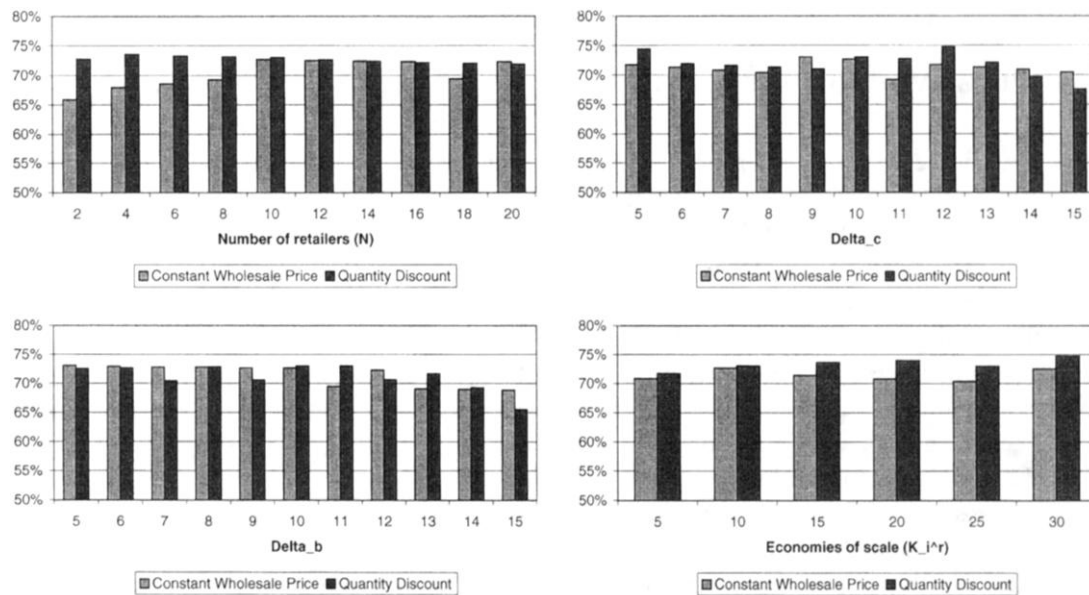 80%
75%
70%
65%
60%
55%
50%
2 4 6 8 10 12 14 16 18 20
Number of retailers (N)
Constant Wholesale Price Quantity Discount
80%
75%
70%
65%
60%
55%
50%
5 6 7 8 9 10 11 12 13 14 15
Delta_c
Constant Wholesale Price Quantity Discount
80%
75%
70%
65%
60%
55%
50%
5 6 7 8 9 10 11 12 13 14 15
Delta_b
Constant Wholesale Price Quantity Discount
80%
75%
70%
65%
60%
55%
50%
5 10 15 20 25 30
Economies of scale (K_i^r)
Constant Wholesale Price Quantity Discount